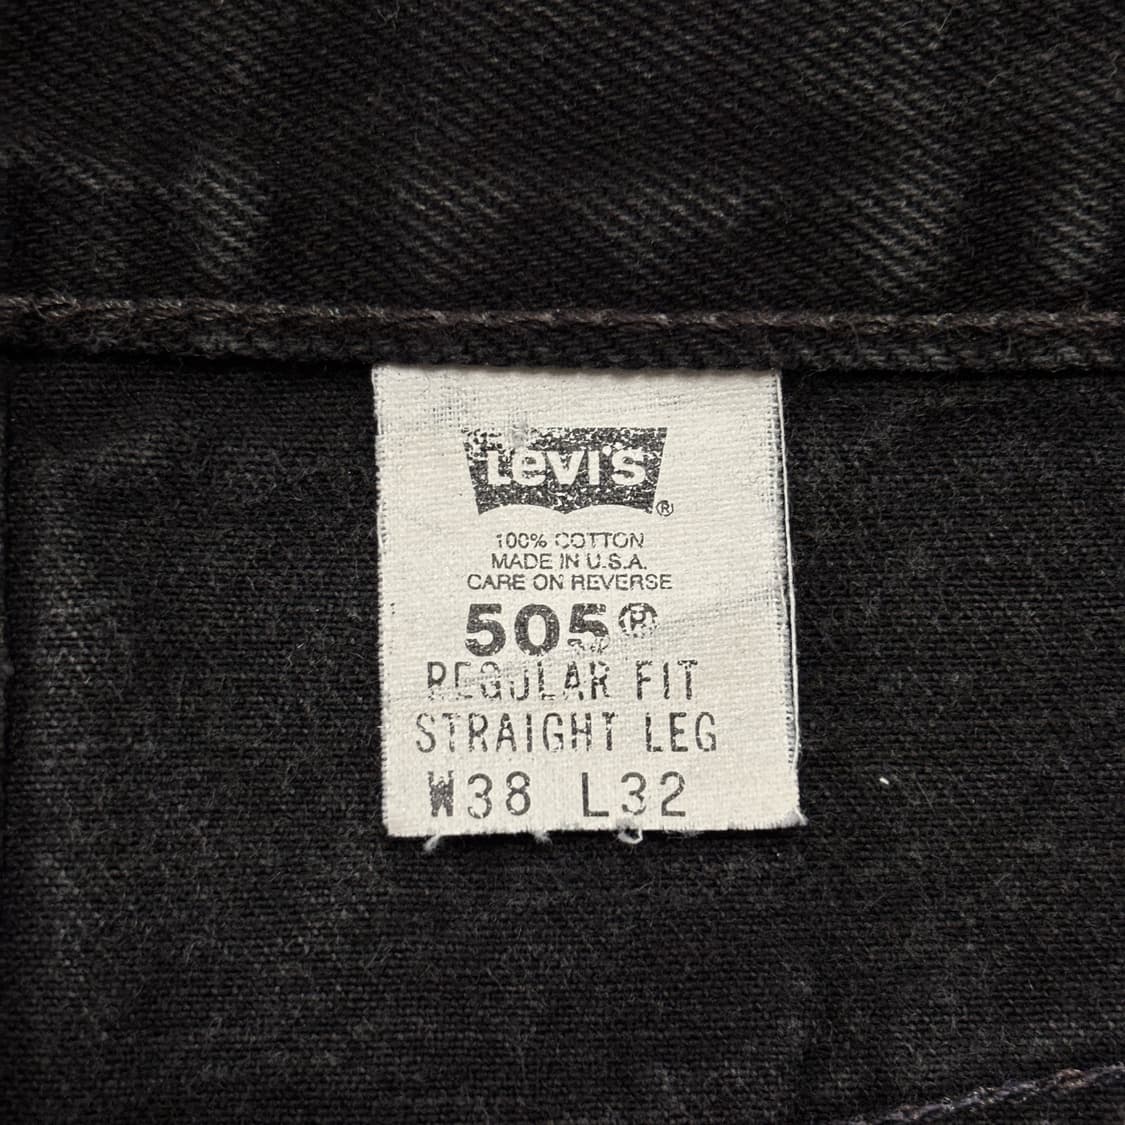 Levi's ®
100% COTTON
MADE IN U.S.A.
CARE ON REVERSE
505®
REGULAR FIT
STRAIGHT LEG
W38 L32